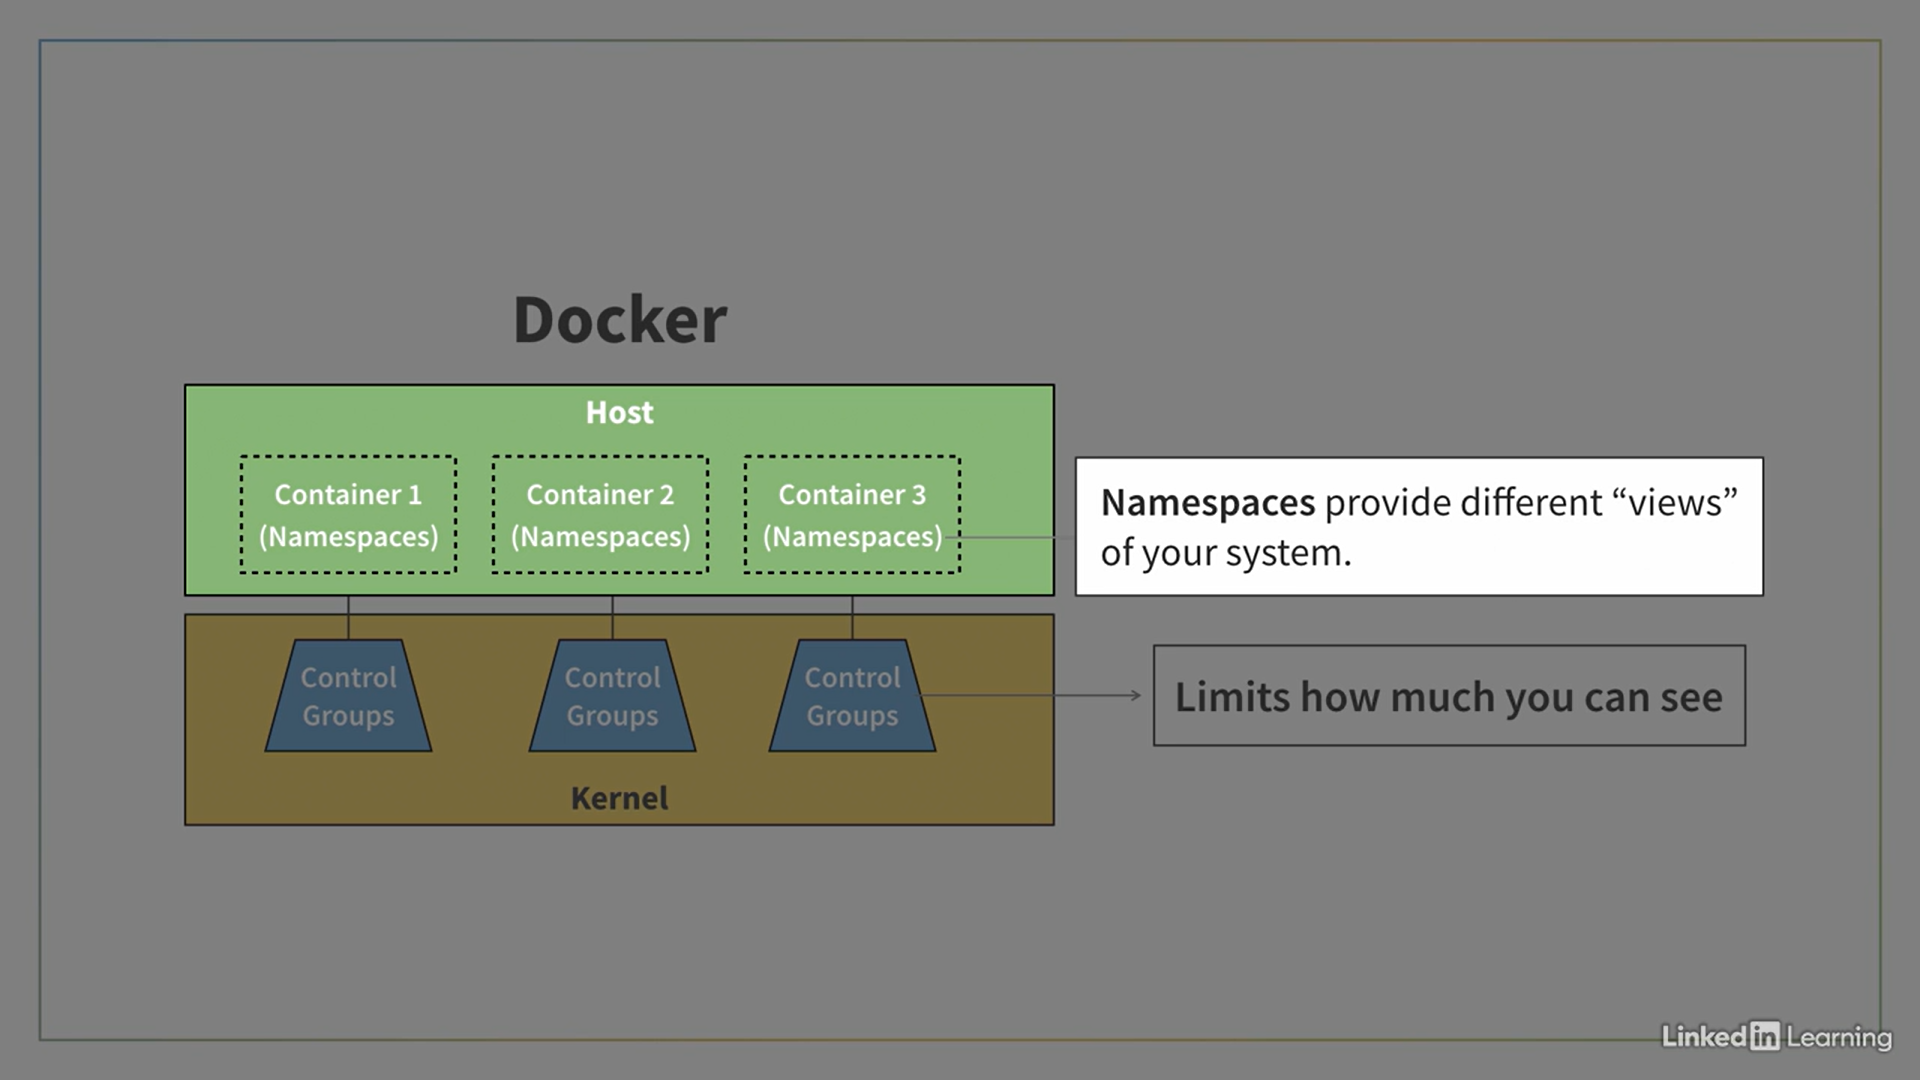 Docker
Host
Container 1
(Namespaces)
Container 2
(Namespaces)
Container 3
(Namespaces)
Namespaces provide different “views”
of your system.
Control
Groups
Control
Groups
Control
Groups
Limits how much you can see
Kernel
LinkedIn Learning